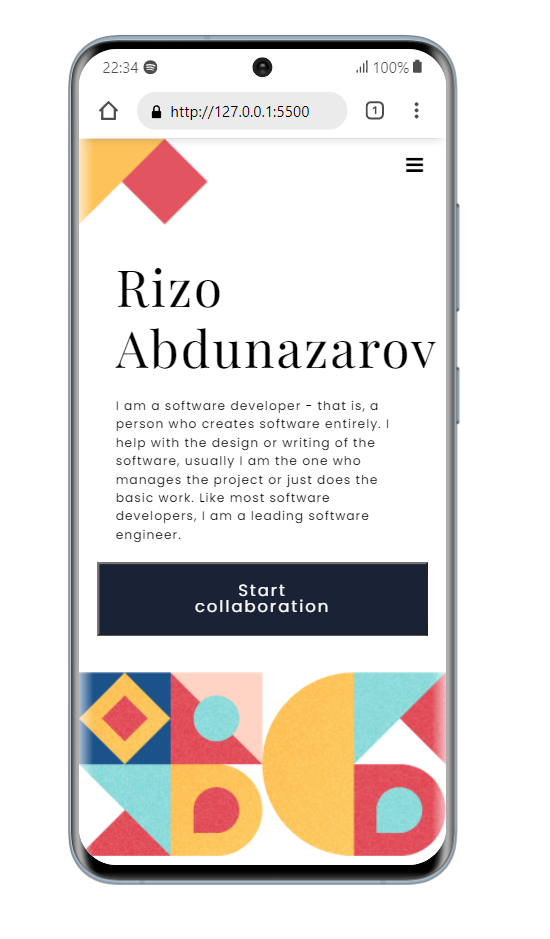 22:34 100%
http://127.0.0.1:5500 1
Rizo
Abdunazarov
I am a software developer - that is, a
person who creates software entirely. I
help with the design or writing of the
software, usually I am the one who
manages the project or just does the
basic work. Like most software
developers, I am a leading software
engineer.
Start
collaboration